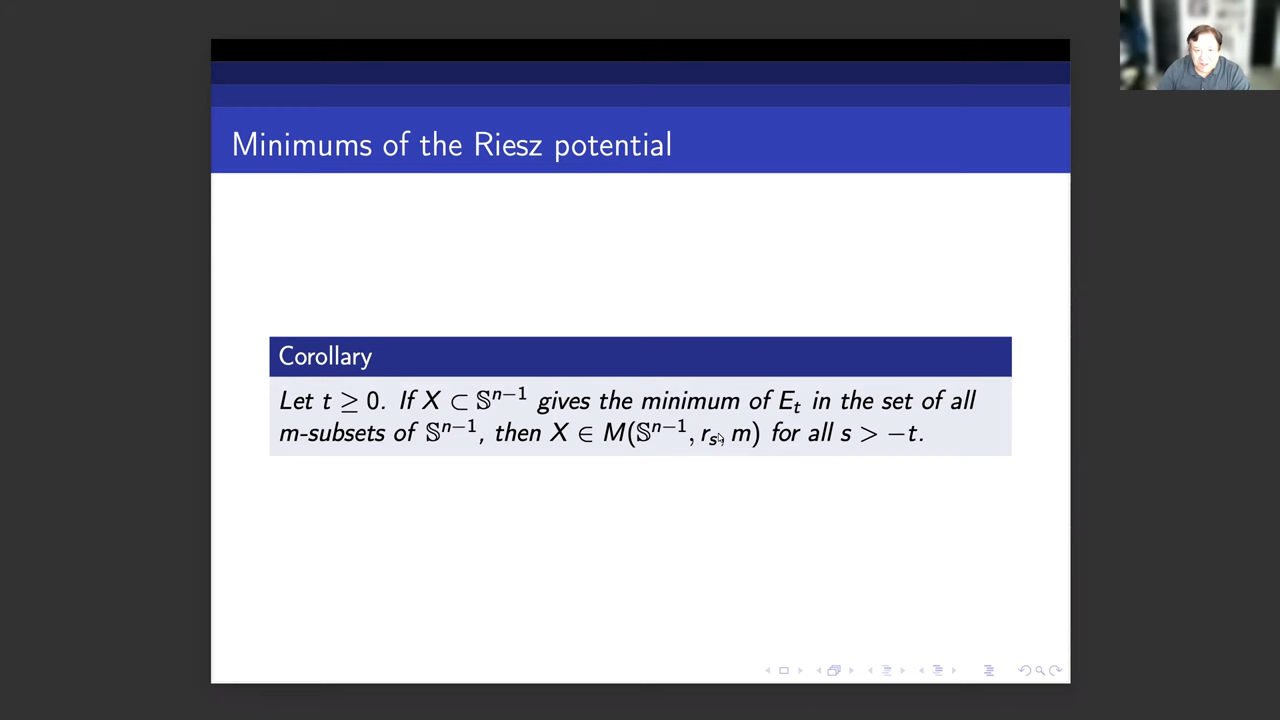 Minimums of the Riesz potential
Corollary
Let t ≥ 0. If X ⊂ 𝕊ⁿ⁻¹ gives the minimum of Eₜ in the set of all
m-subsets of 𝕊ⁿ⁻¹, then X ∈ M(𝕊ⁿ⁻¹, rₛ, m) for all s > −t.